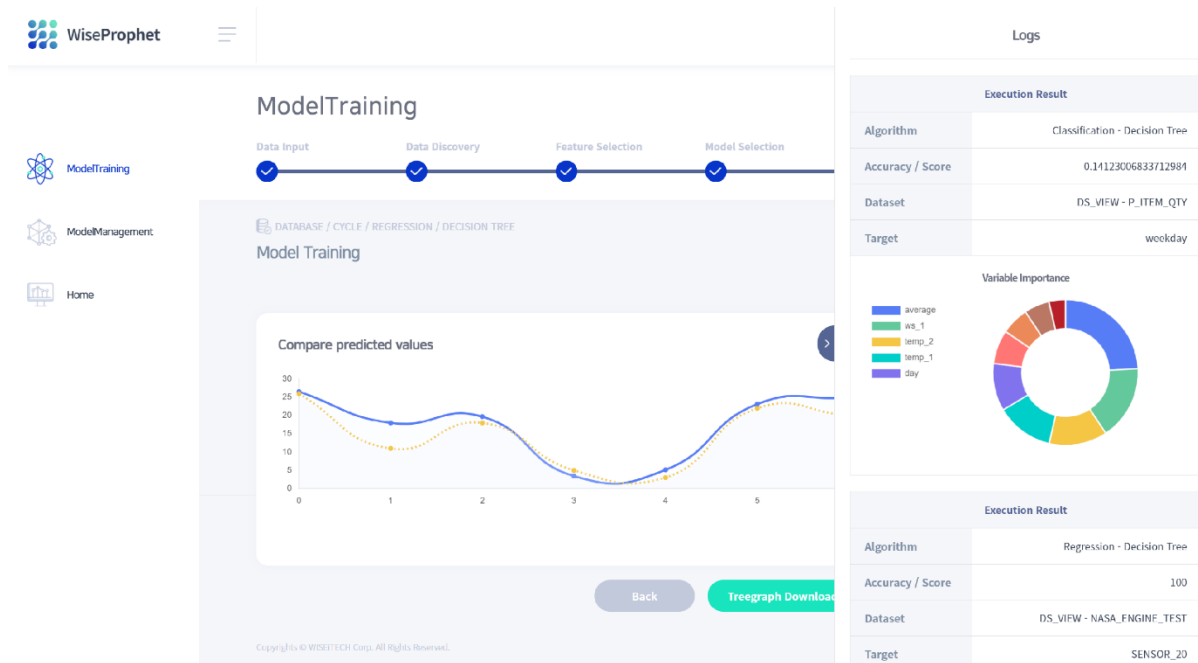 WiseProphet
ModelTraining
ModelManagement
Home
ModelTraining
Data Input Data Discovery Feature Selection Model Selection
DATABASE / CYCLE / REGRESSION / DECISION TREE
Model Training
Compare predicted values
30
25
20
15
10
5
0
0 1 2 3 4 5
Back Treegraph Download
Copyrights © WISEITECH Corp. All Rights Reserved.
Logs
Execution Result
Algorithm Classification - Decision Tree
Accuracy / Score 0.14123006833712984
Dataset DS_VIEW - P_ITEM_QTY
Target weekday
Variable Importance
average
ws_1
temp_2
temp_1
day
Execution Result
Algorithm Regression - Decision Tree
Accuracy / Score 100
Dataset DS_VIEW - NASA_ENGINE_TEST
Target SENSOR_20